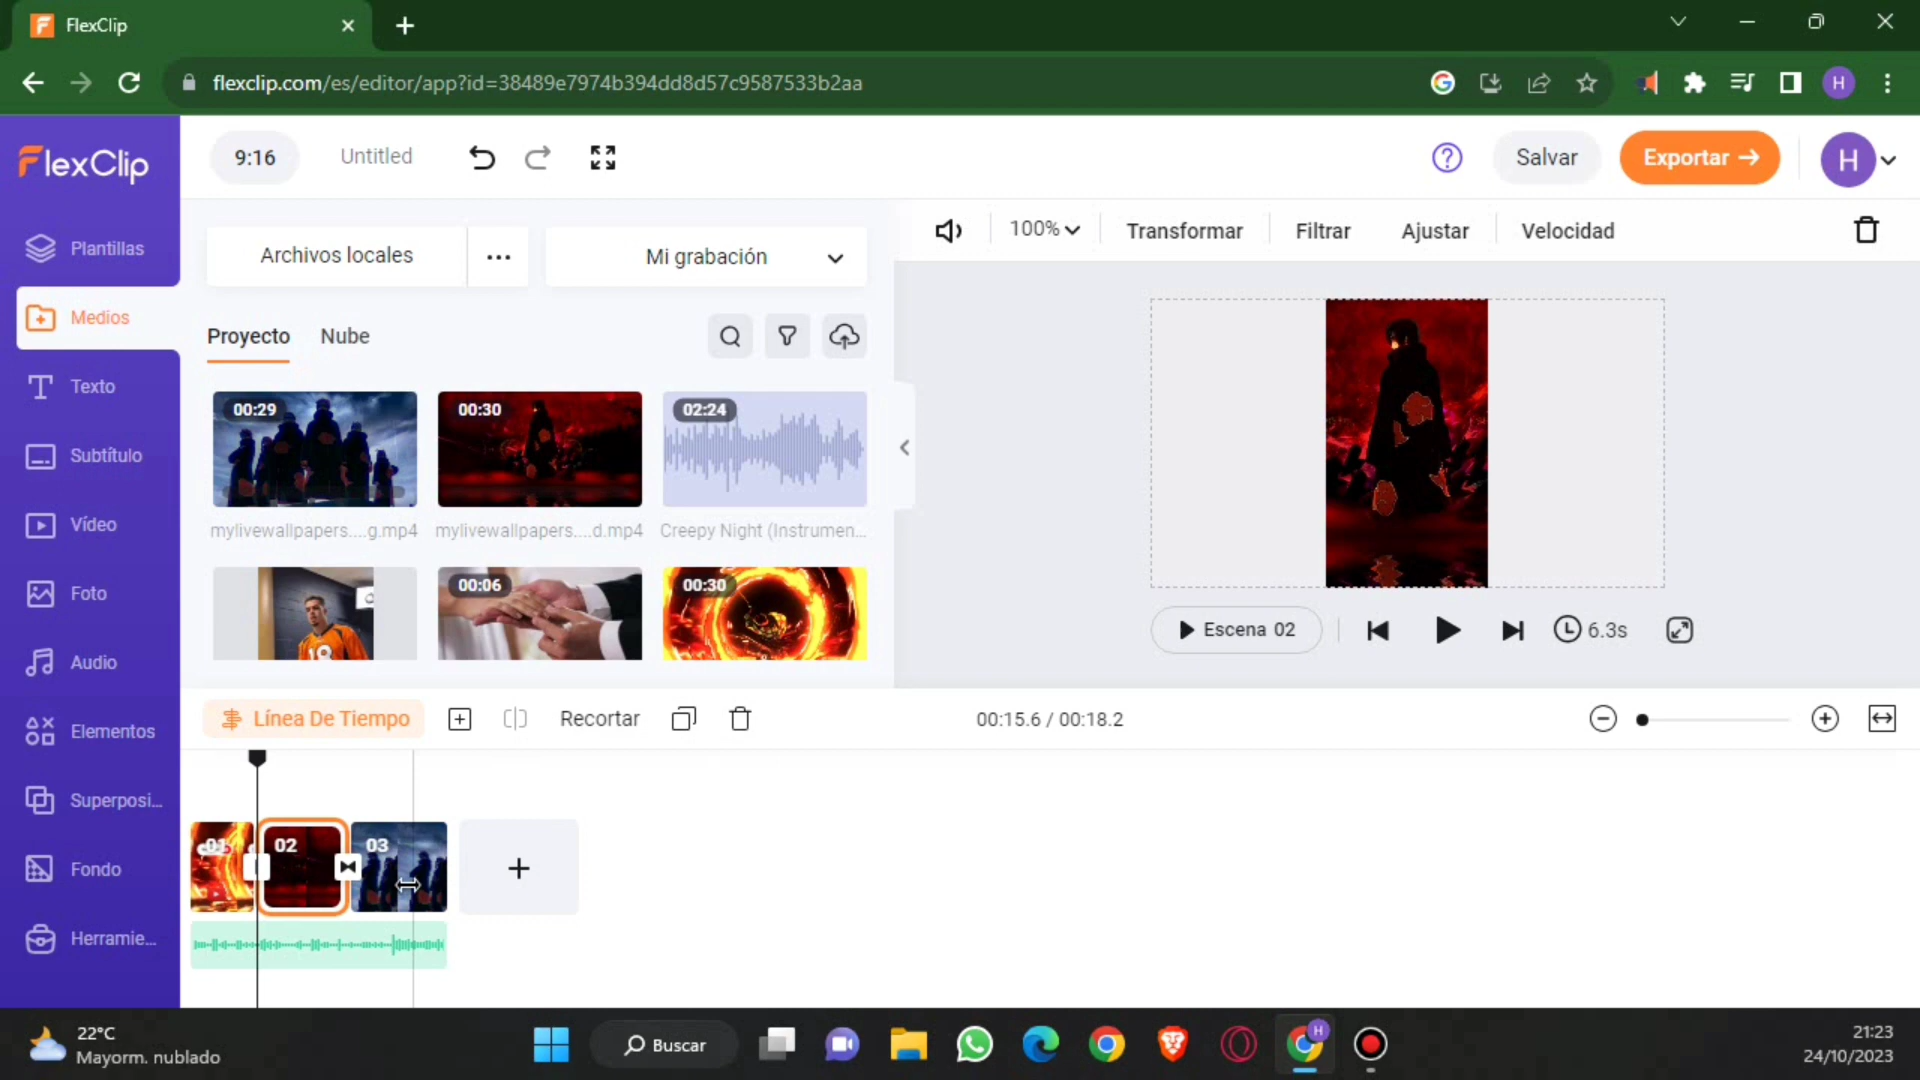 FlexClip
flexclip.com/es/editor/app?id=38489e7974b394dd8d57c9587533b2aa
H
FlexClip
9:16
Untitled
Salvar
Exportar →
H
Plantillas
Medios
Texto
Subtítulo
Vídeo
Foto
Audio
Elementos
Superposi...
Fondo
Herramie...
Archivos locales
Mi grabación
100%
Transformar
Filtrar
Ajustar
Velocidad
Proyecto
Nube
00:29
00:30
02:24
mylivewallpapers....g.mp4
mylivewallpapers....d.mp4
Creepy Night (Instrumen...
18
00:06
00:30
Escena 02
6.3s
Línea De Tiempo
Recortar
00:15.6 / 00:18.2
01
02
03
22°C
Mayorm. nublado
Buscar
H
21:23
24/10/2023